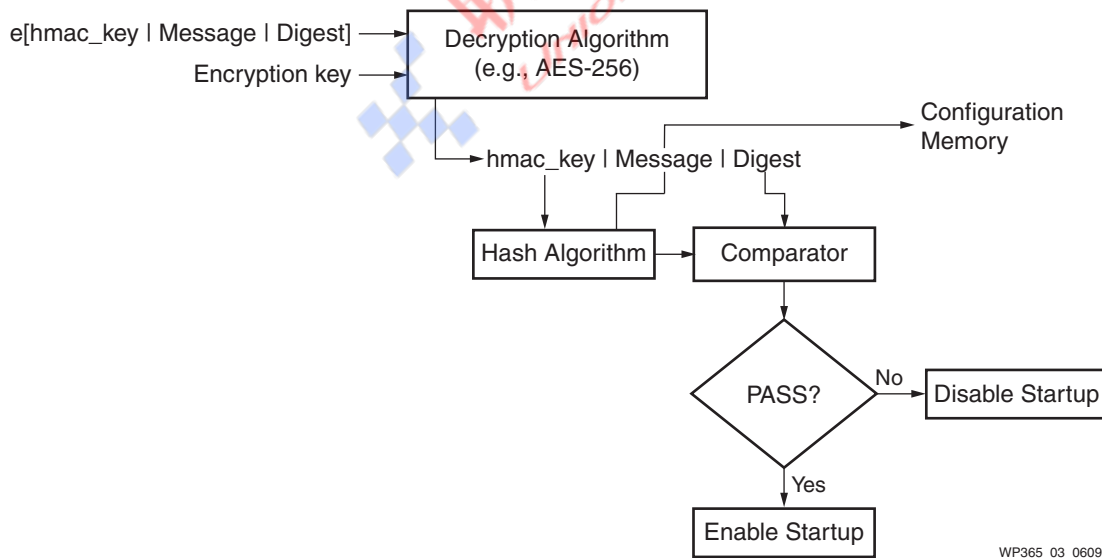 e[hmac_key | Message | Digest]
Encryption key
Decryption Algorithm
(e.g., AES-256)
Configuration
Memory
hmac_key | Message | Digest
Hash Algorithm
Comparator
PASS?
No
Disable Startup
Yes
Enable Startup